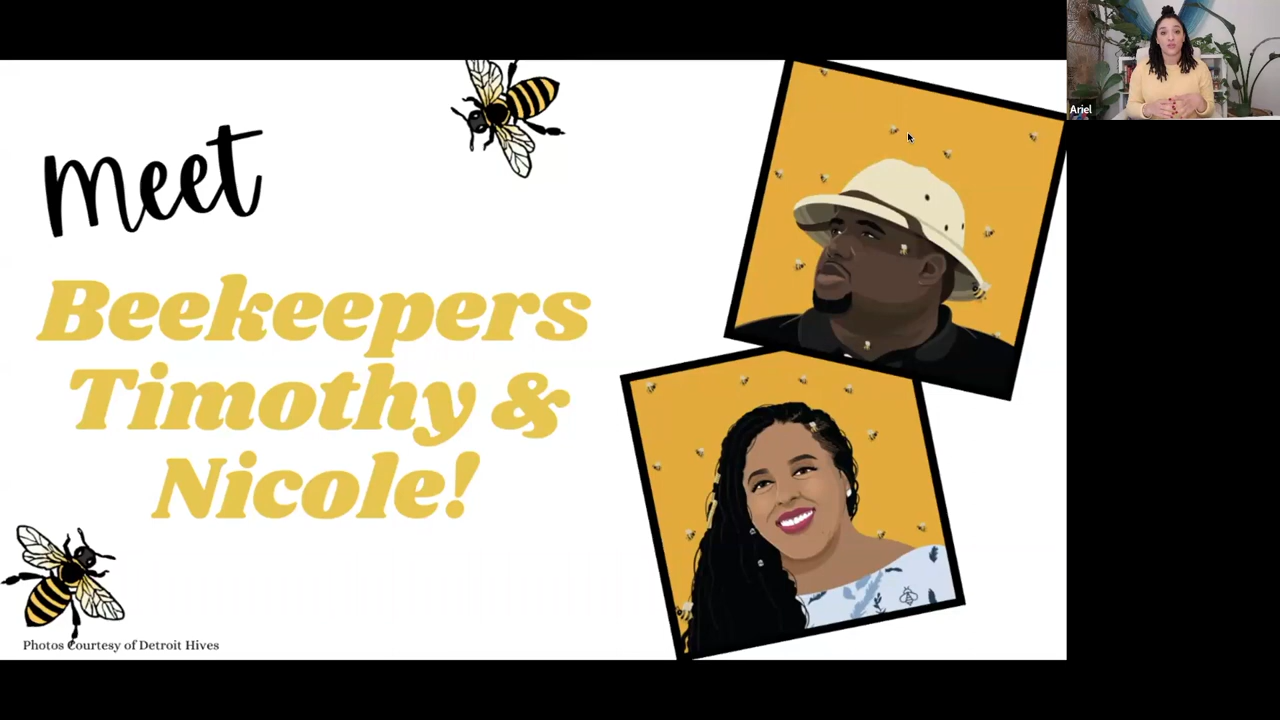 Meet
Beekeepers
Timothy &
Nicole!
Photos Courtesy of Detroit Hives
Ariel